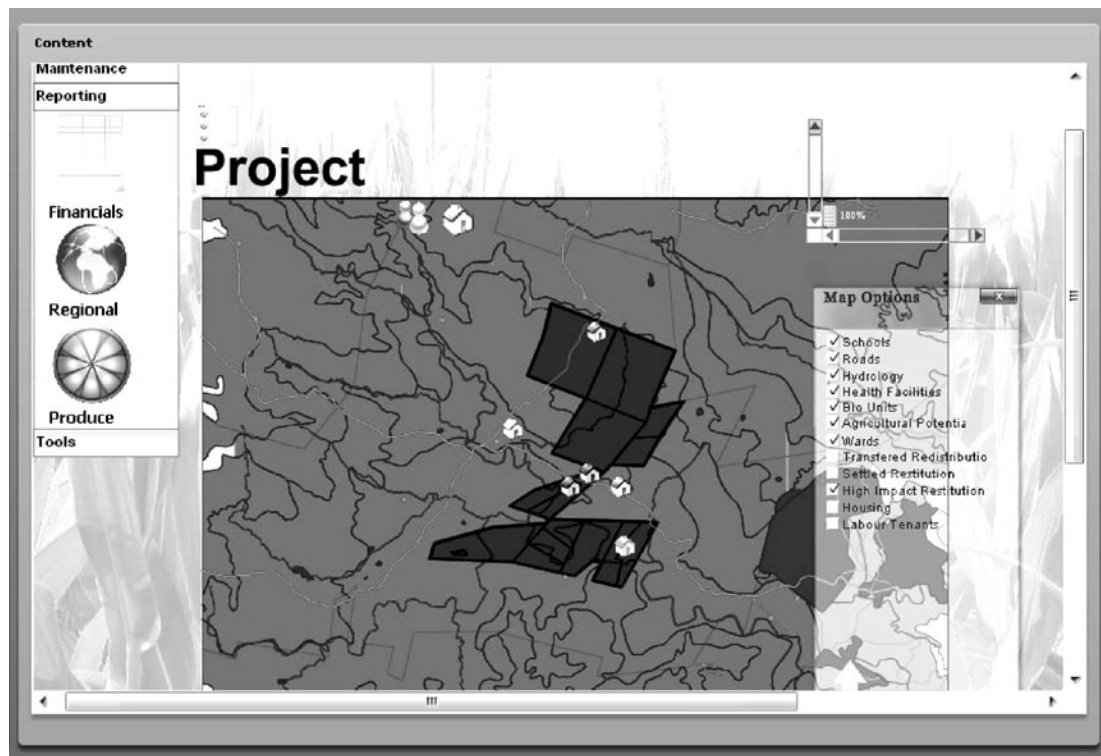 Content
Maintenance
Reporting
Financials
Regional
Produce
Tools
Project
100%
Map Options
x
Schools
Roads
Hydrology
Health Facilities
Bio Units
Agricultural Potentia
Wards
Transfered Redistributio
Settled Restitution
High Impact Restitution
Housing
Labour Tenants